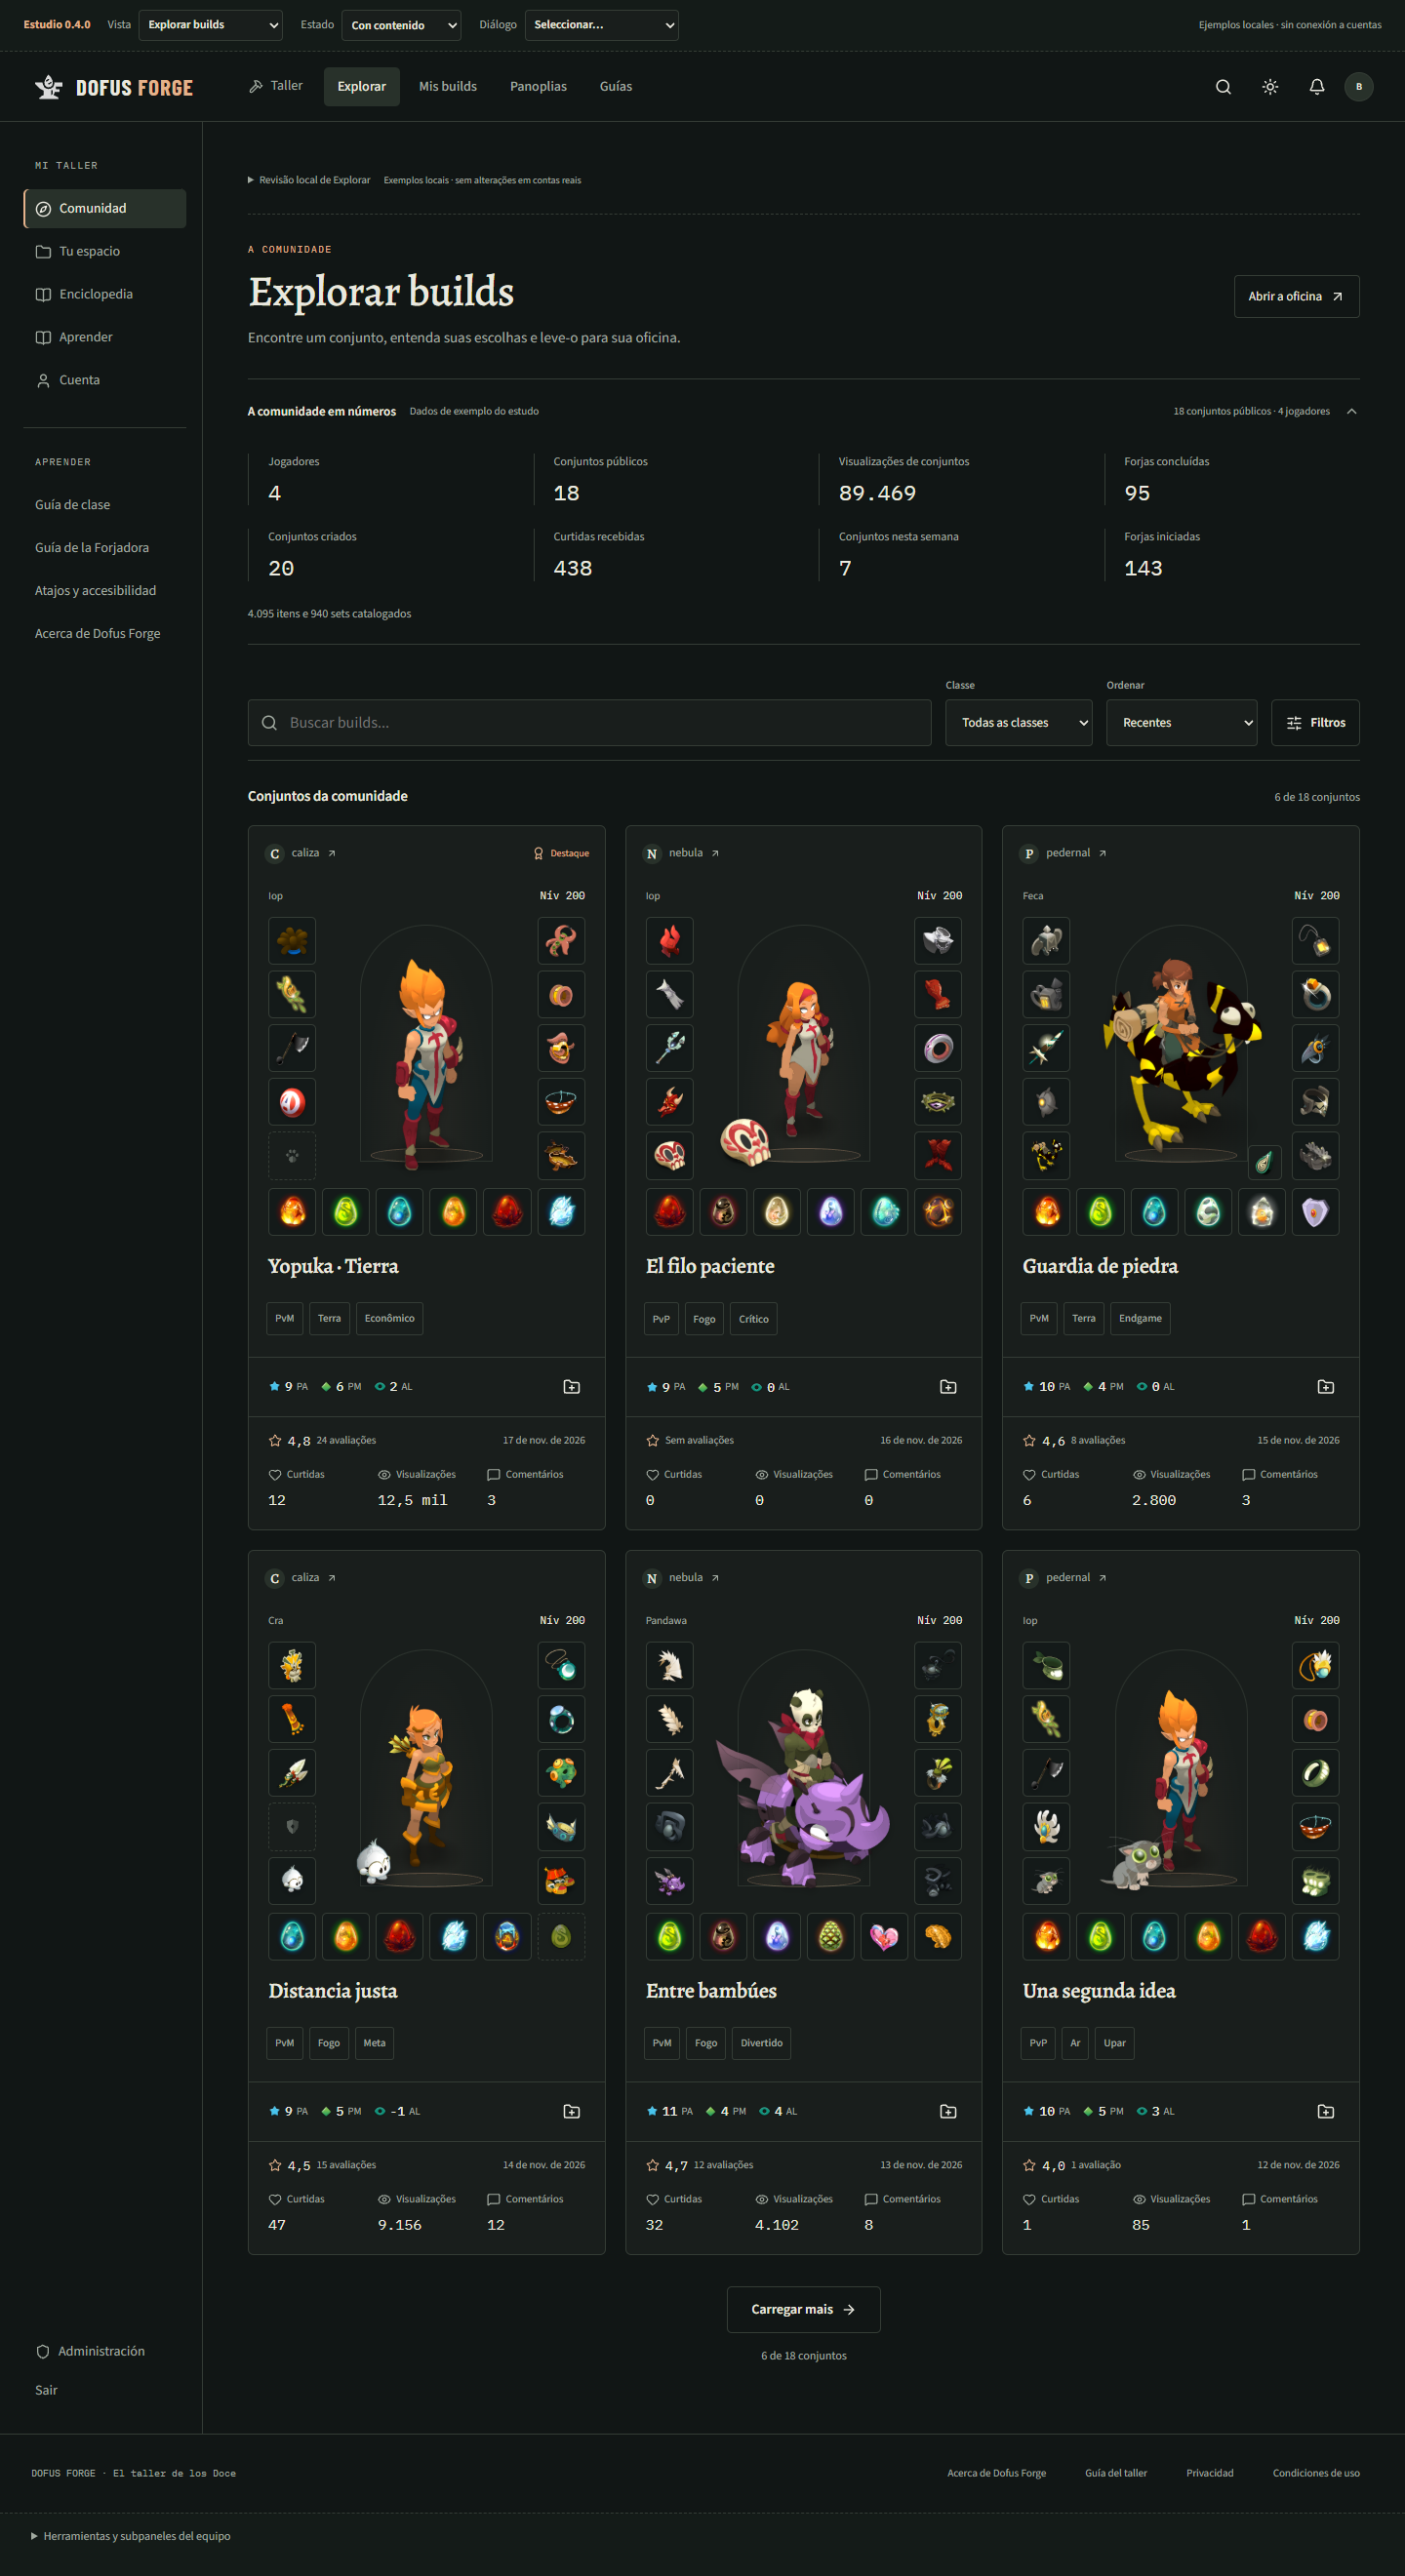 Estudio 0.4.0 Vista Explorar builds Estado Con contenido Diálogo Seleccionar... Ejemplos locales · sin conexión a cuentas
DOFUS FORGE Taller Explorar Mis builds Panoplias Guías B
MI TALLER
Comunidad
Tu espacio
Enciclopedia
Aprender
Cuenta
APRENDER
Guía de clase
Guía de la Forjadora
Atajos y accesibilidad
Acerca de Dofus Forge
Administración
Sair
Revisão local de Explorar Exemplos locais · sem alterações em contas reais
A COMUNIDADE
Explorar builds
Abrir a oficina
Encontre um conjunto, entenda suas escolhas e leve-o para sua oficina.
A comunidade em números Dados de exemplo do estudo 18 conjuntos públicos · 4 jogadores
Jogadores Conjuntos públicos Visualizações de conjuntos Forjas concluídas
4 18 89.469 95
Conjuntos criados Curtidas recebidas Conjuntos nesta semana Forjas iniciadas
20 438 7 143
4.095 itens e 940 sets catalogados
Classe Ordenar
Buscar builds... Todas as classes Recentes Filtros
Conjuntos da comunidade 6 de 18 conjuntos
C caliza Destaque
Iop Nív 200
Yopuka · Tierra
PvM Terra Econômico
9 PA 6 PM 2 AL
4,8 24 avaliações 17 de nov. de 2026
Curtidas Visualizações Comentários
12 12,5 mil 3
N nebula
Iop Nív 200
El filo paciente
PvP Fogo Crítico
9 PA 5 PM 0 AL
Sem avaliações 16 de nov. de 2026
Curtidas Visualizações Comentários
0 0 0
P pedernal
Feca Nív 200
Guardia de piedra
PvM Terra Endgame
10 PA 4 PM 0 AL
4,6 8 avaliações 15 de nov. de 2026
Curtidas Visualizações Comentários
6 2.800 3
C caliza
Cra Nív 200
Distancia justa
PvM Fogo Meta
9 PA 5 PM -1 AL
4,5 15 avaliações 14 de nov. de 2026
Curtidas Visualizações Comentários
47 9.156 12
N nebula
Pandawa Nív 200
Entre bambúes
PvM Fogo Divertido
11 PA 4 PM 4 AL
4,7 12 avaliações 13 de nov. de 2026
Curtidas Visualizações Comentários
32 4.102 8
P pedernal
Iop Nív 200
Una segunda idea
PvP Ar Upar
10 PA 5 PM 3 AL
4,0 1 avaliação 12 de nov. de 2026
Curtidas Visualizações Comentários
1 85 1
Carregar mais
6 de 18 conjuntos
DOFUS FORGE · El taller de los Doce Acerca de Dofus Forge Guía del taller Privacidad Condiciones de uso
Herramientas y subpaneles del equipo